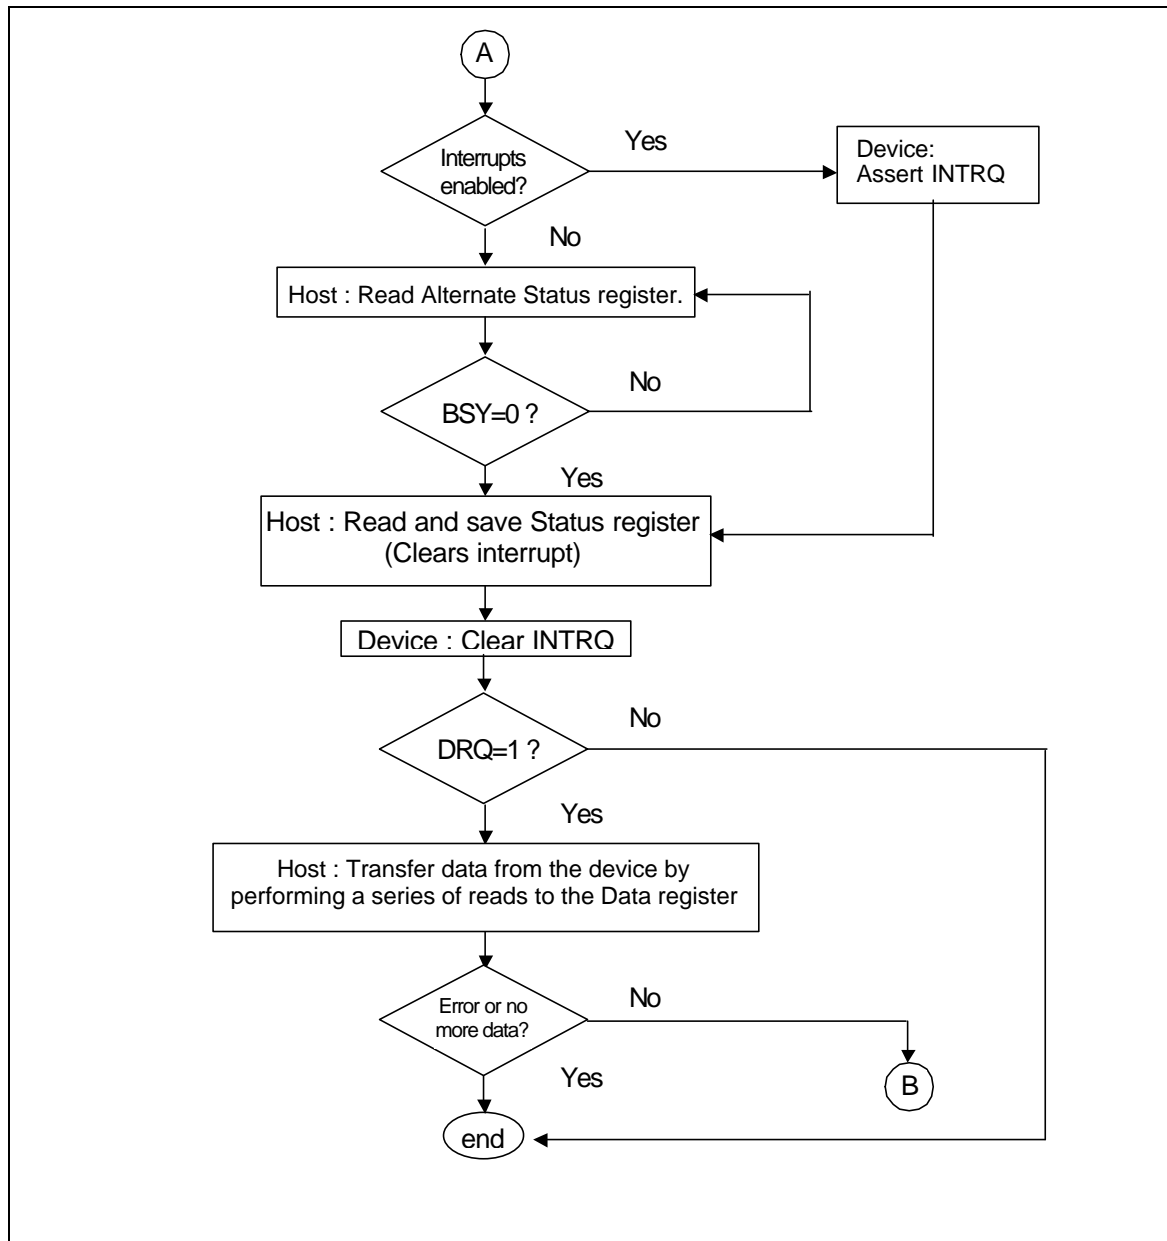 A
Interrupts
enabled?
Yes
Device:
Assert INTRQ
No
Host : Read Alternate Status register.
BSY=0 ?
No
Yes
Host : Read and save Status register
(Clears interrupt)
Device : Clear INTRQ
DRQ=1 ?
No
Yes
Host : Transfer data from the device by
performing a series of reads to the Data register
Error or no
more data?
No
B
Yes
end